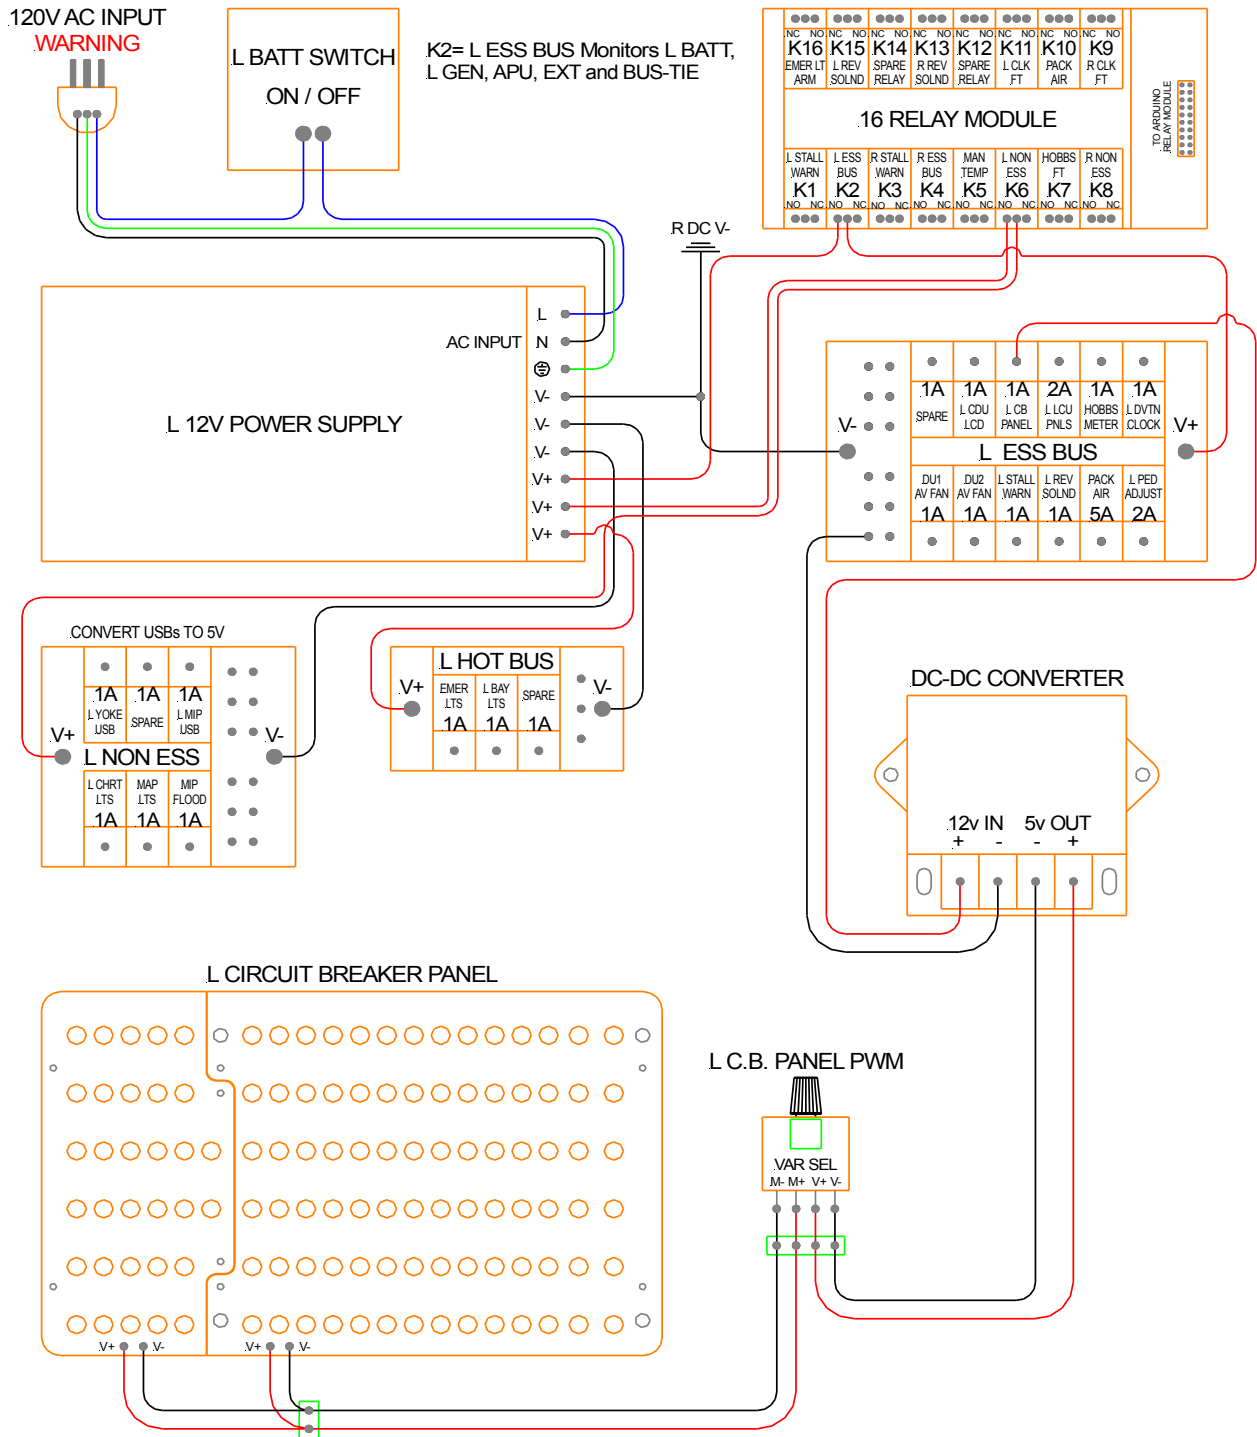 120V AC INPUT
WARNING
L BATT SWITCH
ON / OFF
K2= L ESS BUS Monitors L BATT,
L GEN, APU, EXT and BUS-TIE
NC NO NC NO NC NO NC NO NC NO NC NO NC NO NC NO
K16 K15 K14 K13 K12 K11 K10 K9
EMER LT L REV SPARE R REV SPARE L CLK PACK R CLK
ARM SOLND RELAY SOLND RELAY FT AIR FT
16 RELAY MODULE
TO ARDUINO
RELAY MODULE
L STALL L ESS R STALL R ESS MAN L NON HOBBS R NON
WARN BUS WARN BUS TEMP ESS FT ESS
K1 K2 K3 K4 K5 K6 K7 K8
NO NC NO NC NO NC NO NC NO NC NO NC NO NC NO NC
R DC V-
L
AC INPUT N
V-
L 12V POWER SUPPLY
V-
V-
V+
V+
V+
1A 1A 1A 2A 1A 1A
SPARE L CDU L CB L LCU HOBBS L DVTN
LCD PANEL PNLS METER CLOCK
V- V+
L ESS BUS
DU1 DU2 L STALL L REV PACK L PED
AV FAN AV FAN WARN SOLND AIR ADJUST
1A 1A 1A 1A 5A 2A
CONVERT USBs TO 5V
1A 1A 1A
L YOKE SPARE L MIP
USB USB
V+ V-
L NON ESS
L CHRT MAP MIP
LTS LTS FLOOD
1A 1A 1A
L HOT BUS
V+ V-
EMER L BAY SPARE
LTS LTS
1A 1A 1A
DC-DC CONVERTER
12v IN 5v OUT
+ - - +
L CIRCUIT BREAKER PANEL
V+ V- V+ V-
L C.B. PANEL PWM
VAR SEL
M- M+ V+ V-